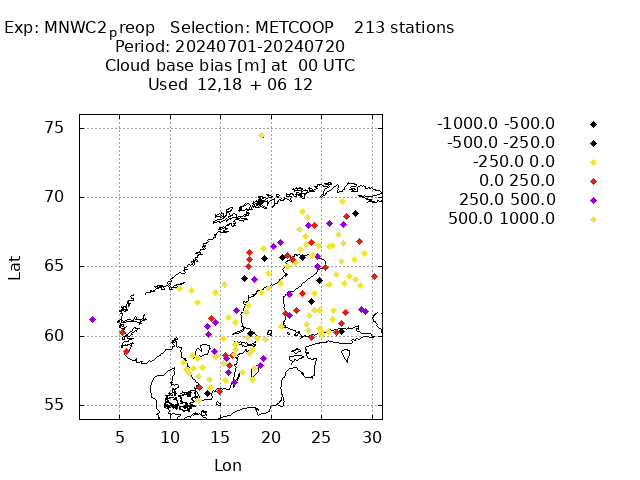 Exp: MNWC2preop Selection: METCOOP 213 stations
Period: 20240701-20240720
Cloud base bias [m] at 00 UTC
Used 12,18 + 06 12
-1000.0 -500.0
-500.0 -250.0
-250.0 0.0
0.0 250.0
250.0 500.0
500.0 1000.0
75
70
65
60
55
Lat
5 10 15 20 25 30
Lon